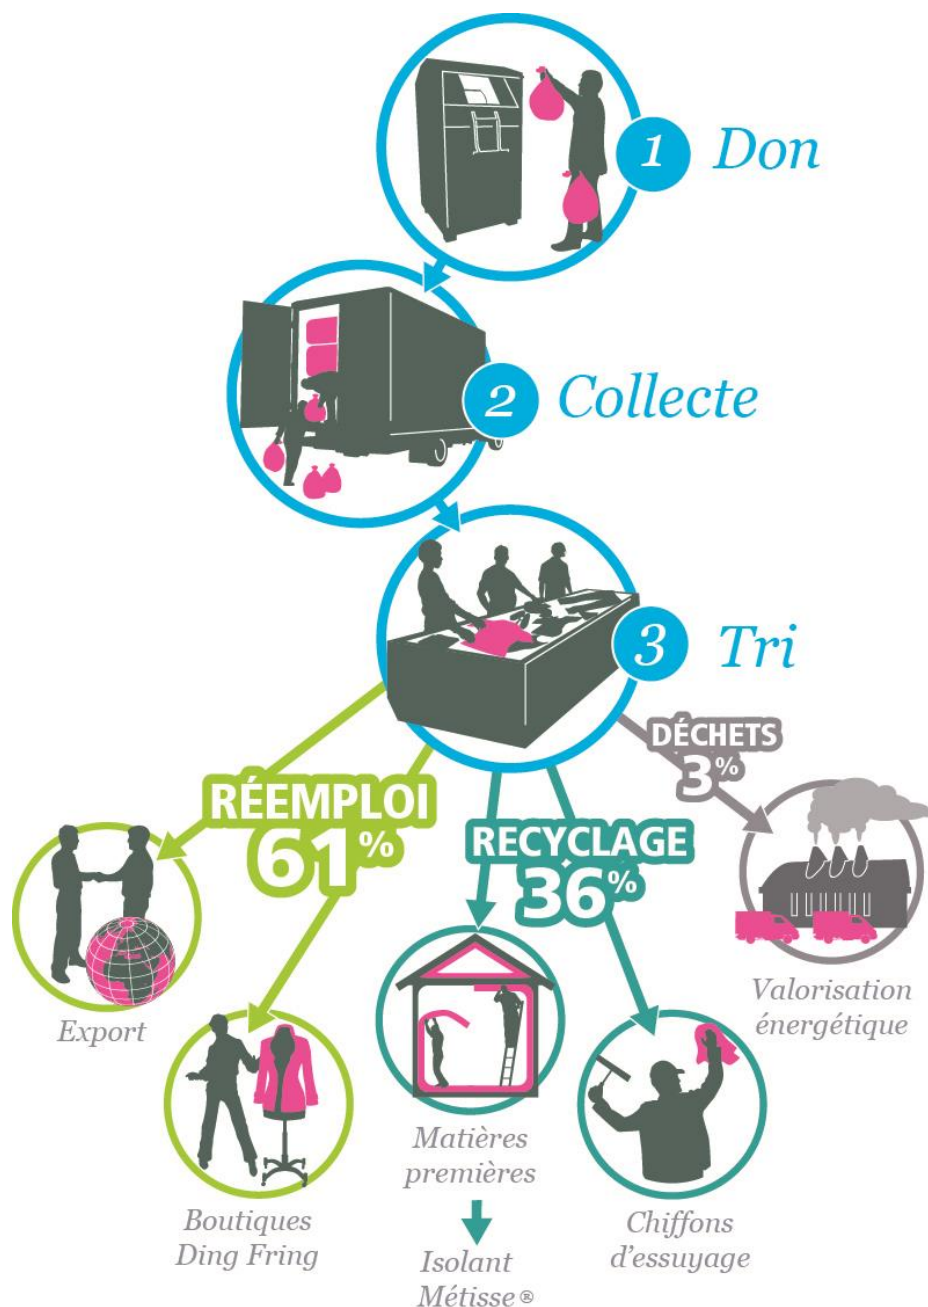 1 Don
2 Collecte
3 Tri
RÉEMPLOI
61%
RECYCLAGE
36%
DÉCHETS
3%
Export
Boutiques
Ding Fring
Matières
premières
Isolant
Métisse®
Chiffons
d'essuyage
Valorisation
énergétique